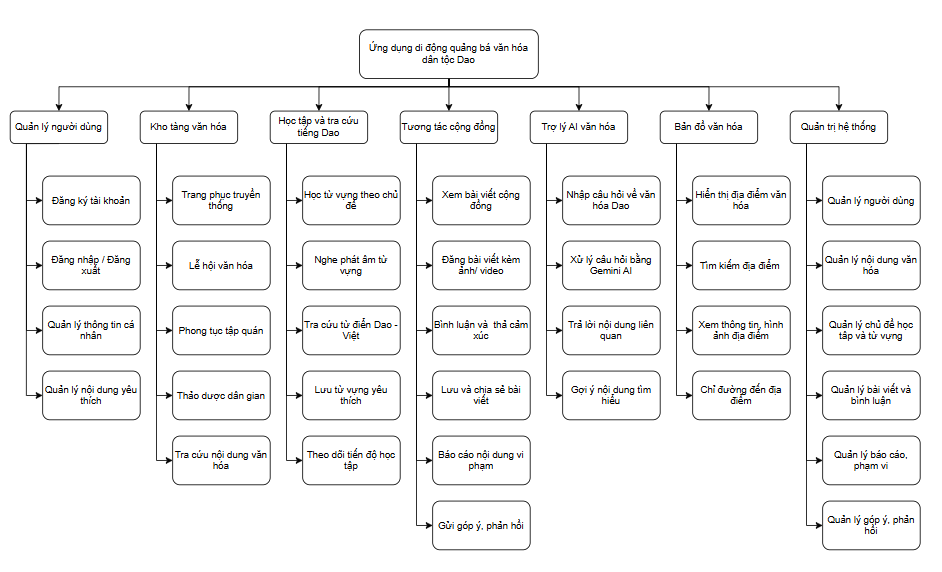 Ứng dụng di động quảng bá văn hóa
dân tộc Dao
Quản lý người dùng
Kho tàng văn hóa
Học tập và tra cứu
tiếng Dao
Tương tác cộng đồng
Trợ lý AI văn hóa
Bản đồ văn hóa
Quản trị hệ thống
Đăng ký tài khoản
Đăng nhập / Đăng
xuất
Quản lý thông tin cá
nhân
Quản lý nội dung yêu
thích
Trang phục truyền
thống
Lễ hội văn hóa
Phong tục tập quán
Thảo dược dân gian
Tra cứu nội dung văn
hóa
Học từ vựng theo chủ
đề
Nghe phát âm từ
vựng
Tra cứu từ điển Dao -
Việt
Lưu từ vựng yêu
thích
Theo dõi tiến độ học
tập
Xem bài viết cộng
đồng
Đăng bài viết kèm
ảnh/ video
Bình luận và thả cảm
xúc
Lưu và chia sẻ bài
viết
Báo cáo nội dung vi
phạm
Gửi góp ý, phản hồi
Nhập câu hỏi về văn
hóa Dao
Xử lý câu hỏi bằng
Gemini AI
Trả lời nội dung liên
quan
Gợi ý nội dung tìm
hiểu
Hiển thị địa điểm văn
hóa
Tìm kiếm địa điểm
Xem thông tin, hình
ảnh địa điểm
Chỉ đường đến địa
điểm
Quản lý người dùng
Quản lý nội dung văn
hóa
Quản lý chủ đề học
tập và từ vựng
Quản lý bài viết và
bình luận
Quản lý báo cáo,
phạm vi
Quản lý góp ý, phản
hồi